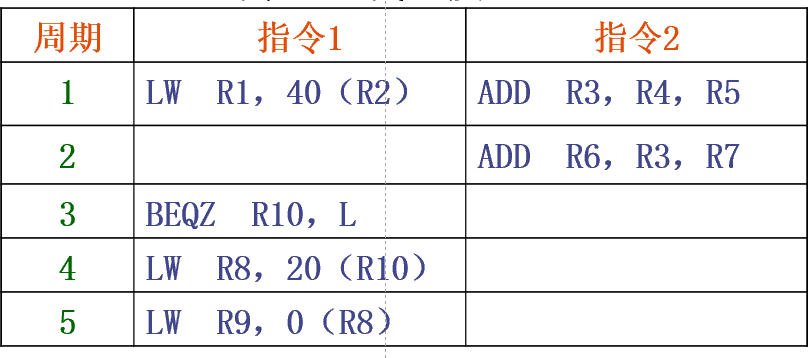 周期 指令1 指令2
1 LW R1, 40 (R2) ADD R3, R4, R5
2 ADD R6, R3, R7
3 BEQZ R10, L
4 LW R8, 20 (R10)
5 LW R9, 0 (R8)